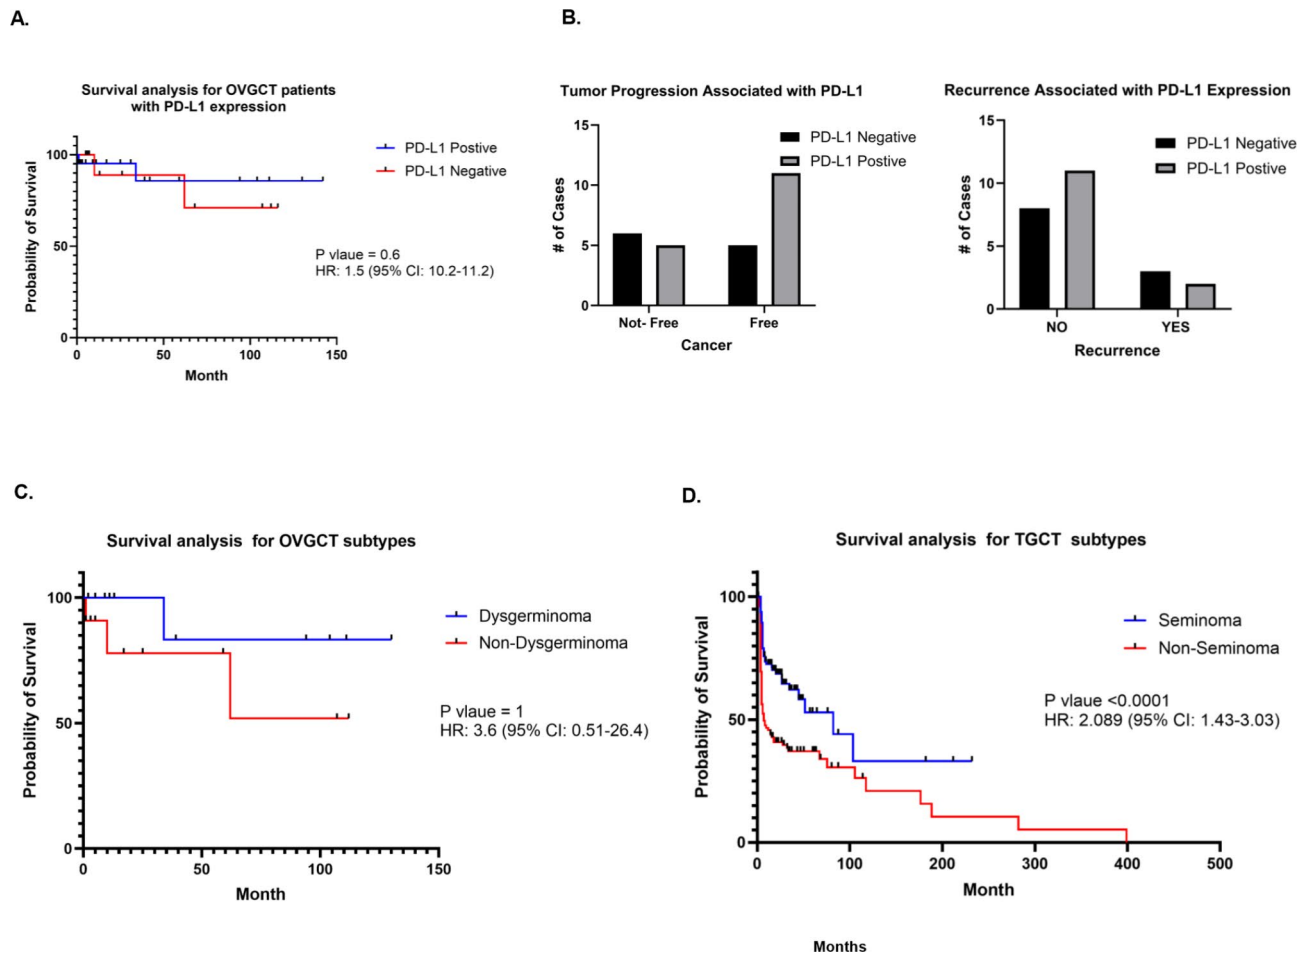 A.
Survival analysis for OVGCT patients
with PD-L1 expression
Probability of Survival
100
50
0
0 50 100 150
Month
PD-L1 Postive
PD-L1 Negative
P vlaue = 0.6
HR: 1.5 (95% CI: 10.2-11.2)
B.
Tumor Progression Associated with PD-L1
# of Cases
15
10
5
0
Not- Free Free
Cancer
PD-L1 Negative
PD-L1 Postive
Recurrence Associated with PD-L1 Expression
# of Cases
15
10
5
0
NO YES
Recurrence
PD-L1 Negative
PD-L1 Postive
C.
Survival analysis for OVGCT subtypes
Probability of Survival
100
50
0
0 50 100 150
Month
Dysgerminoma
Non-Dysgerminoma
P vlaue = 1
HR: 3.6 (95% CI: 0.51-26.4)
D.
Survival analysis for TGCT subtypes
Probability of Survival
100
50
0
0 100 200 300 400 500
Month
Seminoma
Non-Seminoma
P vlaue <0.0001
HR: 2.089 (95% CI: 1.43-3.03)
Months